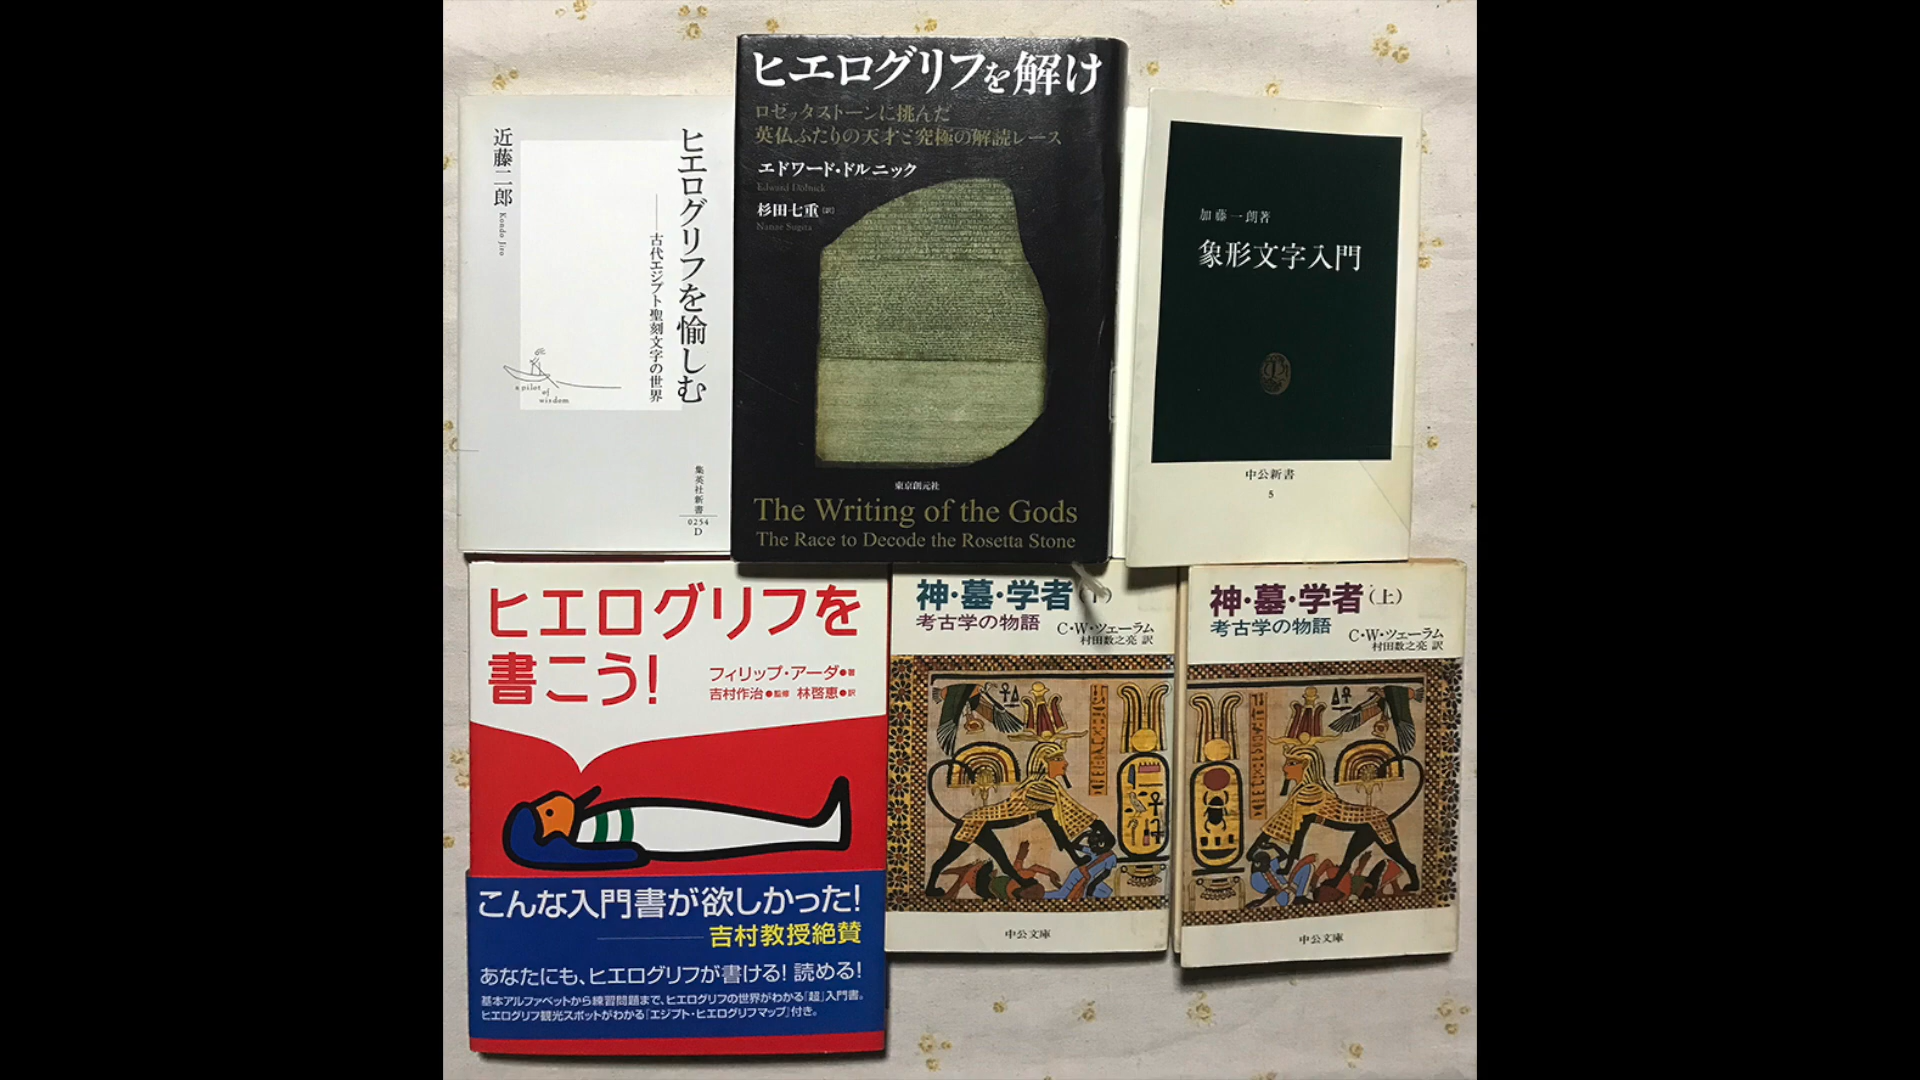 ヒエログリフを愉しむ
――古代エジプト聖刻文字の世界
近藤二郎
Kondo Jiro
a pilot
of
wisdom
集英社新書
0254
D
ヒエログリフを解け
ロゼッタストーンに挑んだ
英仏ふたりの天才と究極の解読レース
エドワード・ドルニック
Edward Dolnick
杉田七重[訳]
Nanae Sugita
東京創元社
The Writing of the Gods
The Race to Decode the Rosetta Stone
加藤一朗著
象形文字入門
中公新書
5
ヒエログリフを
書こう!
フィリップ・アーダ●著
吉村作治●監修 林啓恵●訳
こんな入門書が欲しかった!
――吉村教授絶賛
あなたにも、ヒエログリフが書ける!読める!
基本アルファベットから練習問題まで、ヒエログリフの世界がわかる「超」入門書。
ヒエログリフ観光スポットがわかる「エジプト・ヒエログリフマップ」付き。
神・墓・学者(下)
考古学の物語
C・W・ツェーラム
村田数之亮 訳
中公文庫
神・墓・学者(上)
考古学の物語
C・W・ツェーラム
村田数之亮 訳
中公文庫